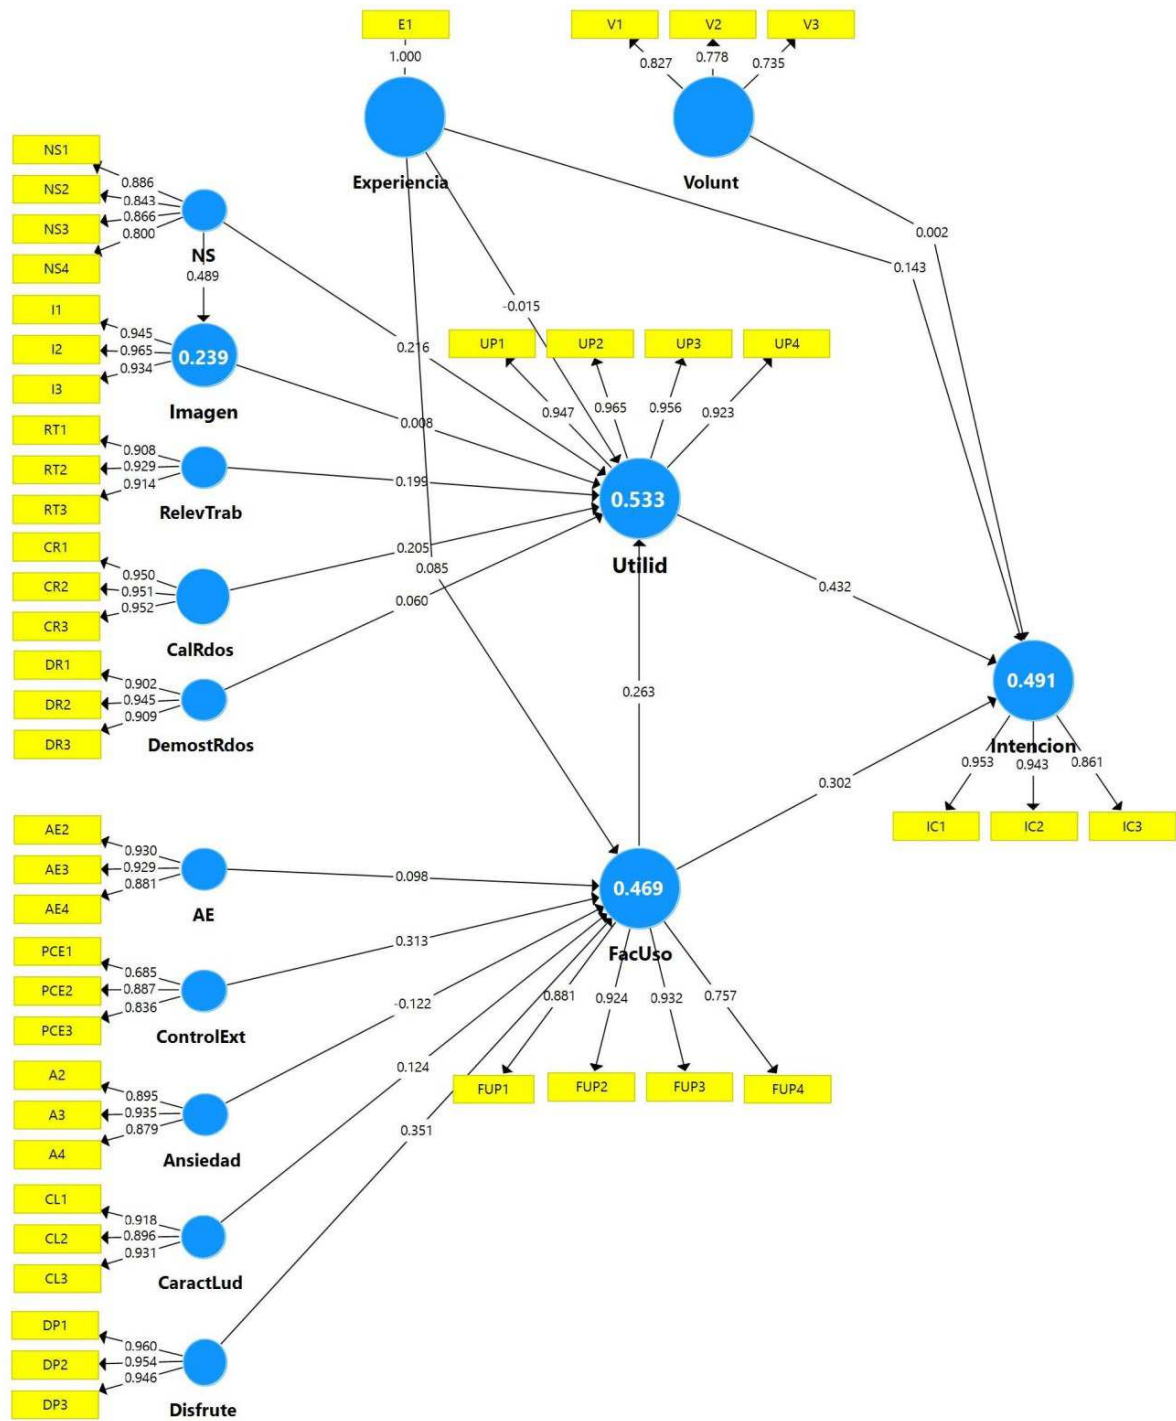 E1
V1
V2
V3
1.000
0.827
0.778
0.735
Experiencia
Volunt
NS1
NS2
NS3
NS4
0.886
0.843
0.866
0.800
NS
0.489
0.002
0.143
-0.015
I1
I2
I3
0.945
0.965
0.934
0.239
Imagen
0.216
0.008
UP1
UP2
UP3
UP4
0.947
0.965
0.956
0.923
RT1
RT2
RT3
0.908
0.929
0.914
RelevTrab
0.199
0.533
Utilid
CR1
CR2
CR3
0.950
0.951
0.952
CalRdos
0.205
0.085
0.060
0.432
DR1
DR2
DR3
0.902
0.945
0.909
DemostRdos
0.263
0.491
Intencion
0.953
0.943
0.861
IC1
IC2
IC3
0.302
AE2
AE3
AE4
0.930
0.929
0.881
AE
0.098
0.469
FacUso
PCE1
PCE2
PCE3
0.685
0.887
0.836
ControlExt
0.313
-0.122
0.881
0.924
0.932
0.757
FUP1
FUP2
FUP3
FUP4
A2
A3
A4
0.895
0.935
0.879
Ansiedad
0.124
0.351
CL1
CL2
CL3
0.918
0.896
0.931
CaractLud
DP1
DP2
DP3
0.960
0.954
0.946
Disfrute